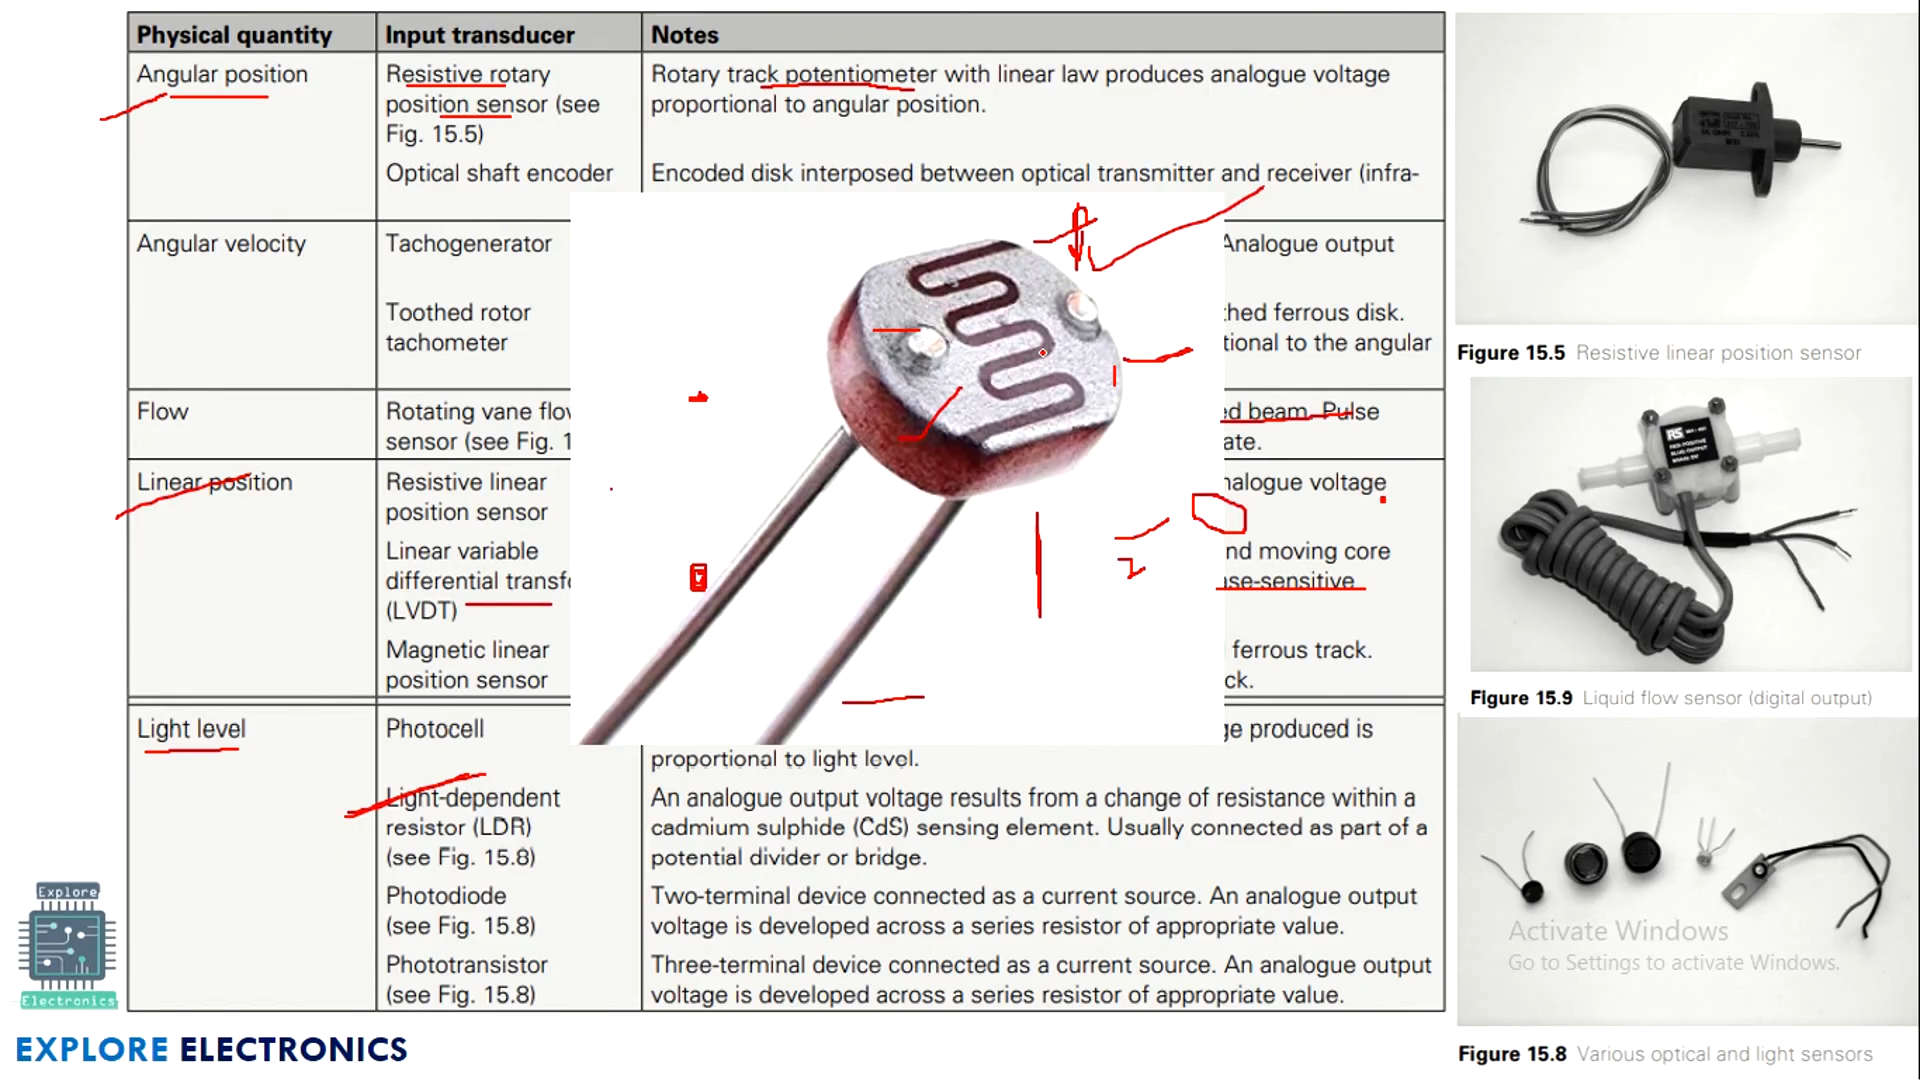 Physical quantity Input transducer Notes
Angular position Resistive rotary Rotary track potentiometer with linear law produces analogue voltage
position sensor (see proportional to angular position.
Fig. 15.5)
Optical shaft encoder Encoded disk interposed between optical transmitter and receiver (infra-
Angular velocity Tachogenerator Analogue output
Toothed rotor hed ferrous disk.
tachometer tional to the angular
Flow Rotating vane flow ed beam. Pulse
sensor (see Fig. 1 ate.
Linear position Resistive linear nalogue voltage
position sensor
Linear variable nd moving core
differential transfo ase-sensitive
(LVDT)
Magnetic linear ferrous track.
position sensor ck.
Light level Photocell ge produced is
proportional to light level.
Light-dependent An analogue output voltage results from a change of resistance within a
resistor (LDR) cadmium sulphide (CdS) sensing element. Usually connected as part of a
(see Fig. 15.8) potential divider or bridge.
Photodiode Two-terminal device connected as a current source. An analogue output
(see Fig. 15.8) voltage is developed across a series resistor of appropriate value.
Phototransistor Three-terminal device connected as a current source. An analogue output
(see Fig. 15.8) voltage is developed across a series resistor of appropriate value.
Figure 15.5 Resistive linear position sensor
RS
Figure 15.9 Liquid flow sensor (digital output)
Activate Windows
Go to Settings to activate Windows.
Figure 15.8 Various optical and light sensors
Explore
Electronics
EXPLORE ELECTRONICS